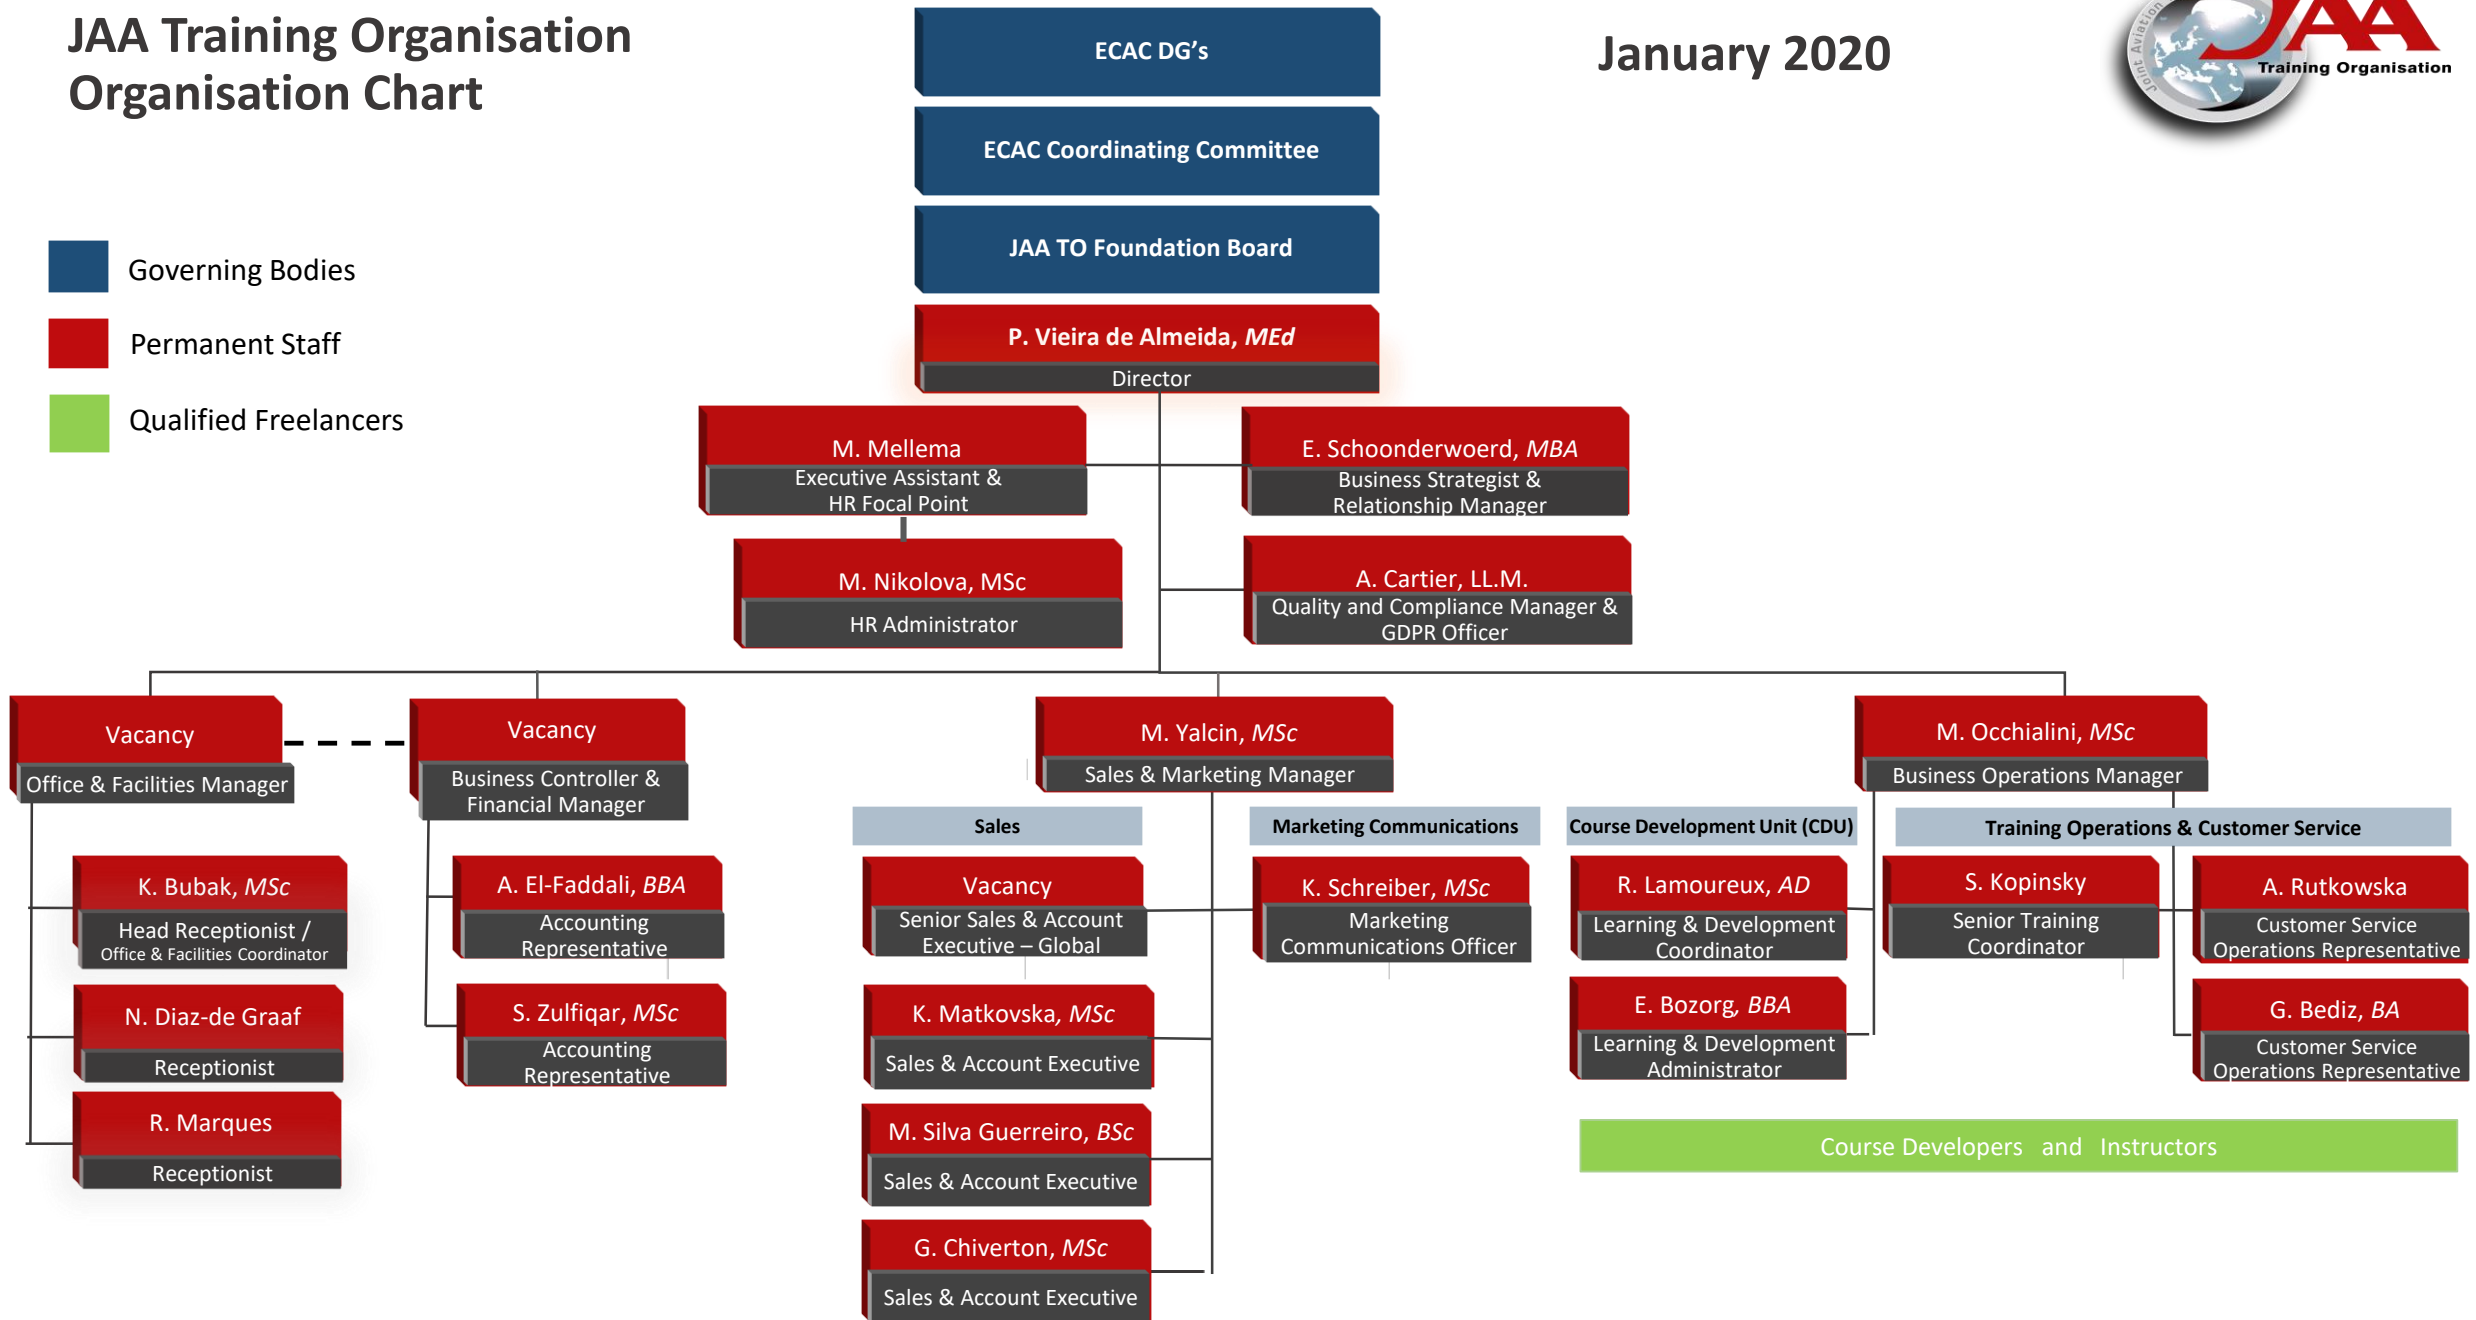 JAA Training Organisation
Organisation Chart
January 2020
Joint Aviation
JAA
Training Organisation
Governing Bodies
Permanent Staff
Qualified Freelancers
ECAC DG's
ECAC Coordinating Committee
JAA TO Foundation Board
P. Vieira de Almeida, MEd
Director
M. Mellema
Executive Assistant &
HR Focal Point
E. Schoonderwoerd, MBA
Business Strategist &
Relationship Manager
M. Nikolova, MSc
HR Administrator
A. Cartier, LL.M.
Quality and Compliance Manager &
GDPR Officer
Vacancy
Office & Facilities Manager
Vacancy
Business Controller &
Financial Manager
M. Yalcin, MSc
Sales & Marketing Manager
M. Occhialini, MSc
Business Operations Manager
K. Bubak, MSc
Head Receptionist /
Office & Facilities Coordinator
N. Diaz-de Graaf
Receptionist
R. Marques
Receptionist
A. El-Faddali, BBA
Accounting
Representative
S. Zulfiqar, MSc
Accounting
Representative
Sales
Vacancy
Senior Sales & Account
Executive – Global
K. Matkovska, MSc
Sales & Account Executive
M. Silva Guerreiro, BSc
Sales & Account Executive
G. Chiverton, MSc
Sales & Account Executive
Marketing Communications
K. Schreiber, MSc
Marketing
Communications Officer
Course Development Unit (CDU)
R. Lamoureux, AD
Learning & Development
Coordinator
E. Bozorg, BBA
Learning & Development
Administrator
Training Operations & Customer Service
S. Kopinsky
Senior Training
Coordinator
A. Rutkowska
Customer Service
Operations Representative
G. Bediz, BA
Customer Service
Operations Representative
Course Developers and Instructors